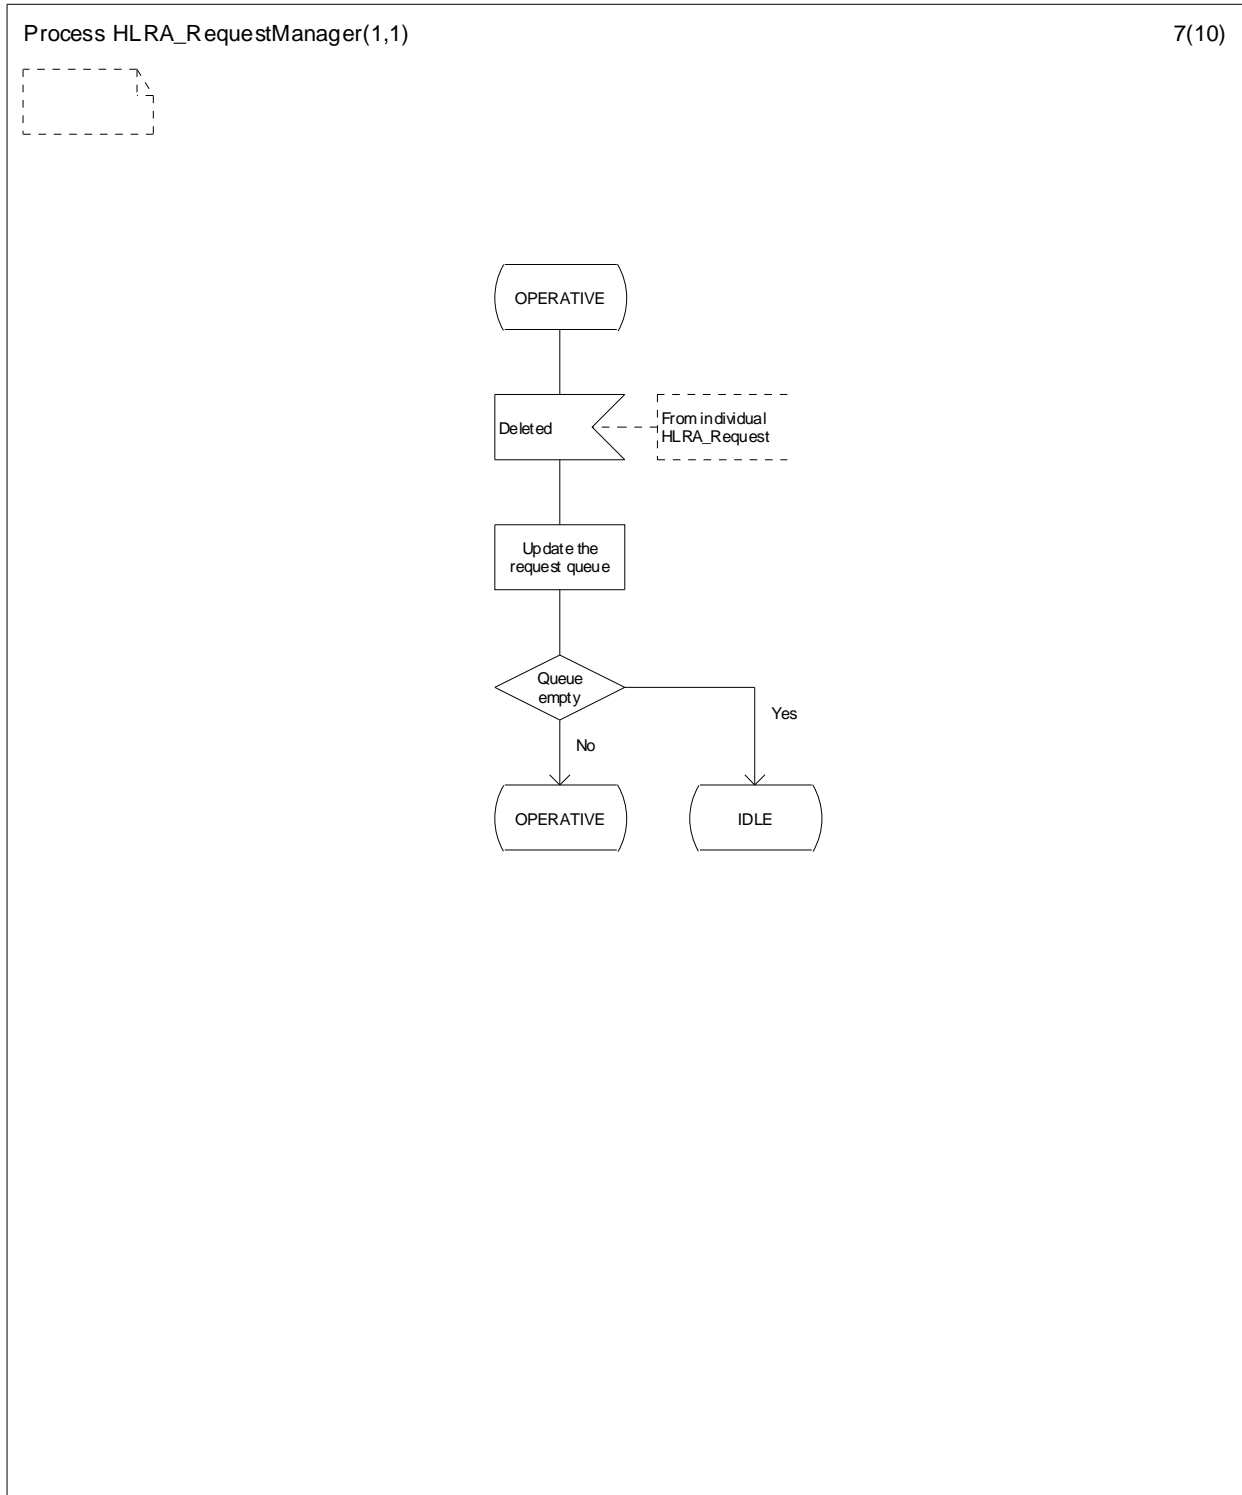 Process HLRA_RequestManager(1,1)
7(10)
OPERATIVE
Deleted
From individual
HLRA_Request
Update the
request queue
Queue
empty
Yes
No
OPERATIVE
IDLE